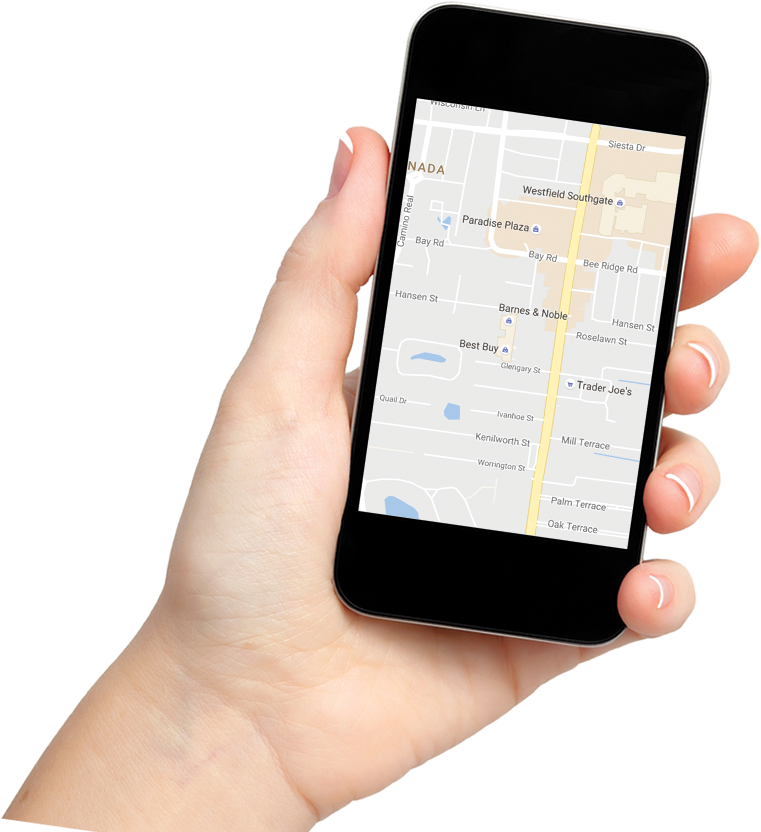 Wisconsin Ln
Siesta Dr
NADA
Westfield Southgate
Camino Real
Paradise Plaza
Bay Rd
Bay Rd
Bee Ridge Rd
Hansen St
Barnes & Noble
Hansen St
Roselawn St
Best Buy
Glengary St
Trader Joe's
Quail Dr
Ivanhoe St
Kenilworth St
Mill Terrace
Worrington St
Palm Terrace
Oak Terrace